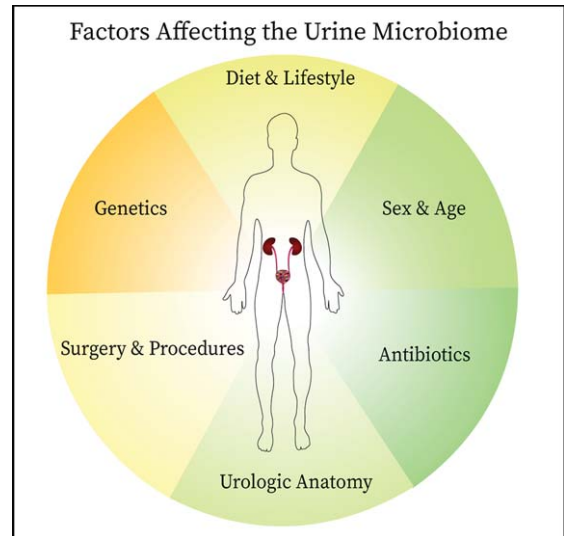 Factors Affecting the Urine Microbiome
Diet & Lifestyle
Genetics
Sex & Age
Surgery & Procedures
Antibiotics
Urologic Anatomy